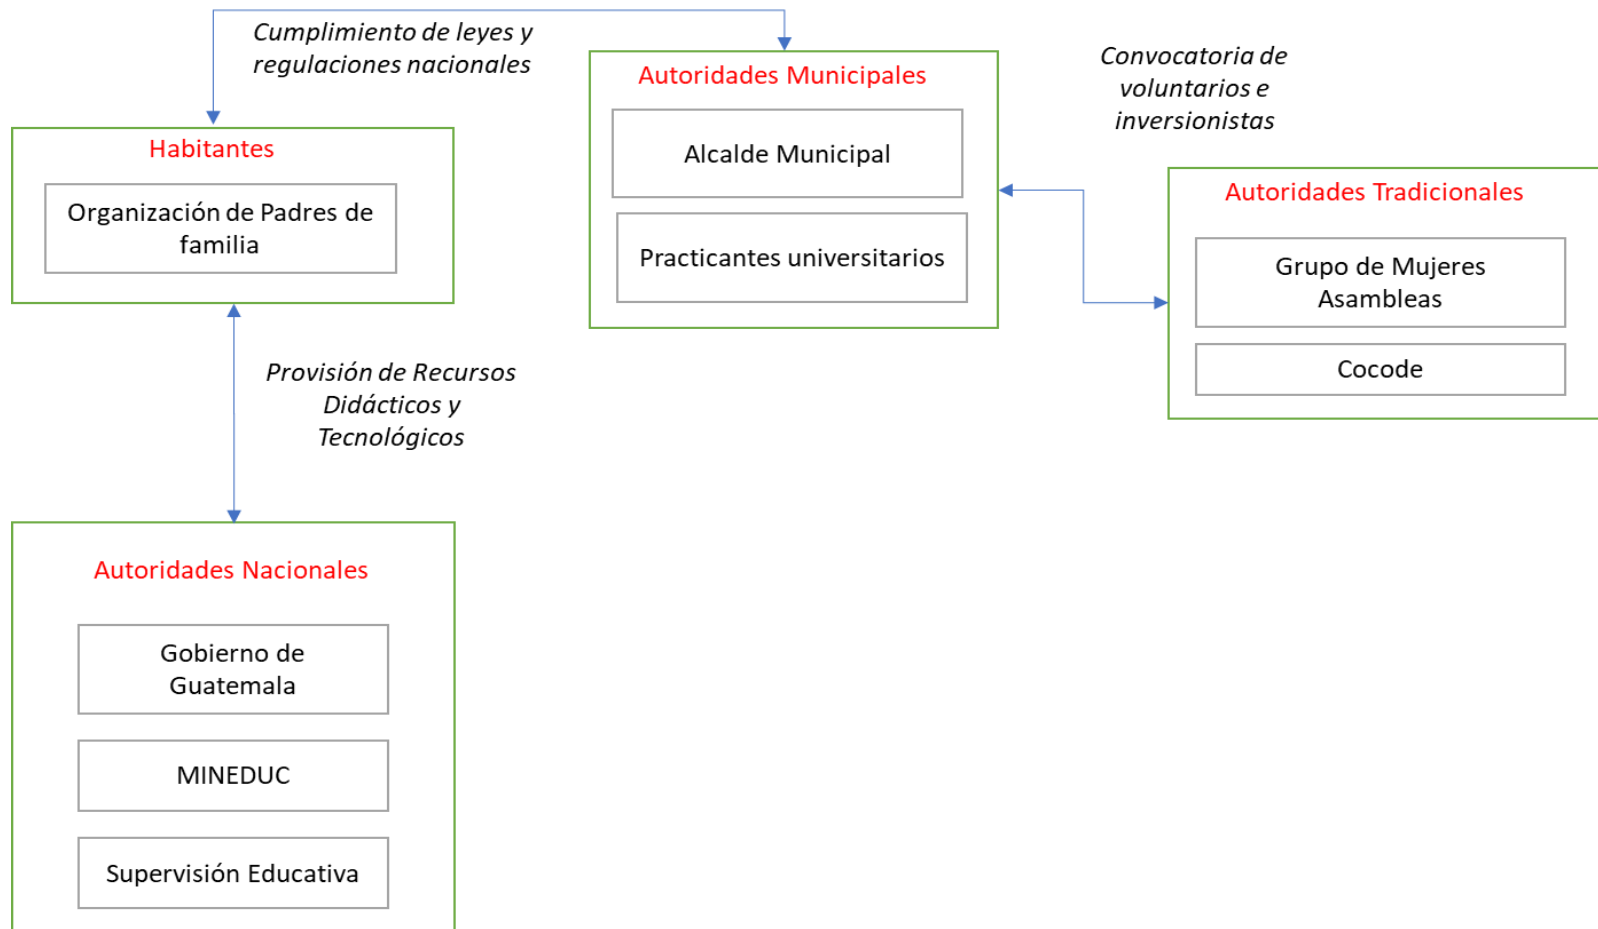 Cumplimiento de leyes y
regulaciones nacionales
Autoridades Municipales
Alcalde Municipal
Practicantes universitarios
Convocatoria de
voluntarios e
inversionistas
Habitantes
Organización de Padres de
familia
Autoridades Tradicionales
Grupo de Mujeres
Asambleas
Cocode
Provisión de Recursos
Didácticos y
Tecnológicos
Autoridades Nacionales
Gobierno de
Guatemala
MINEDUC
Supervisión Educativa